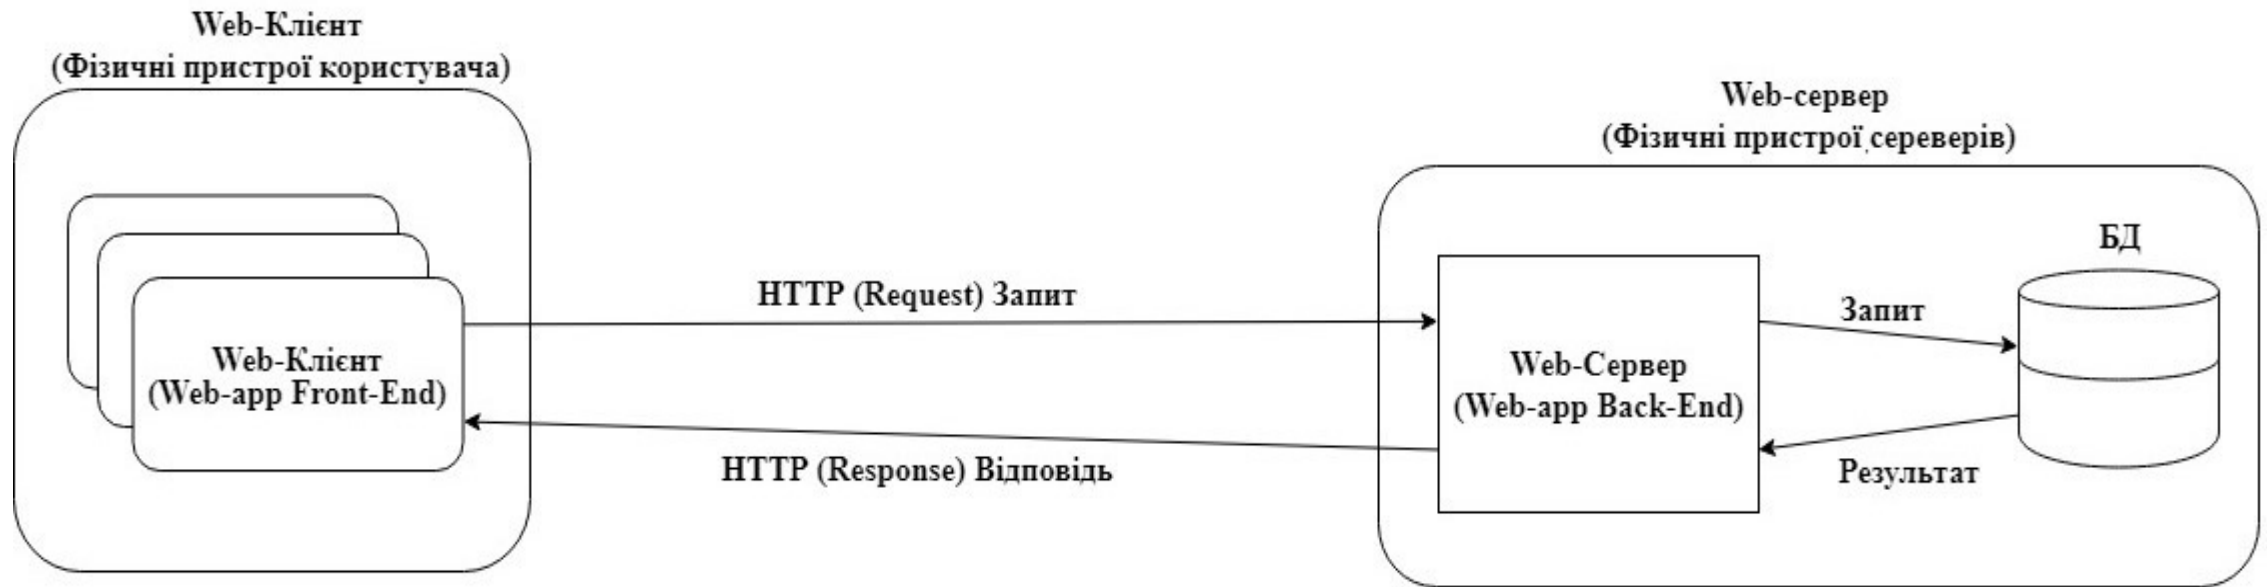 Web-Клієнт
(Фізичні пристрої користувача)
Web-сервер
(Фізичні пристрої сереверів)
БД
HTTP (Request) Запит
Запит
Web-Клієнт
(Web-app Front-End)
Web-Сервер
(Web-app Back-End)
HTTP (Response) Відповідь
Результат